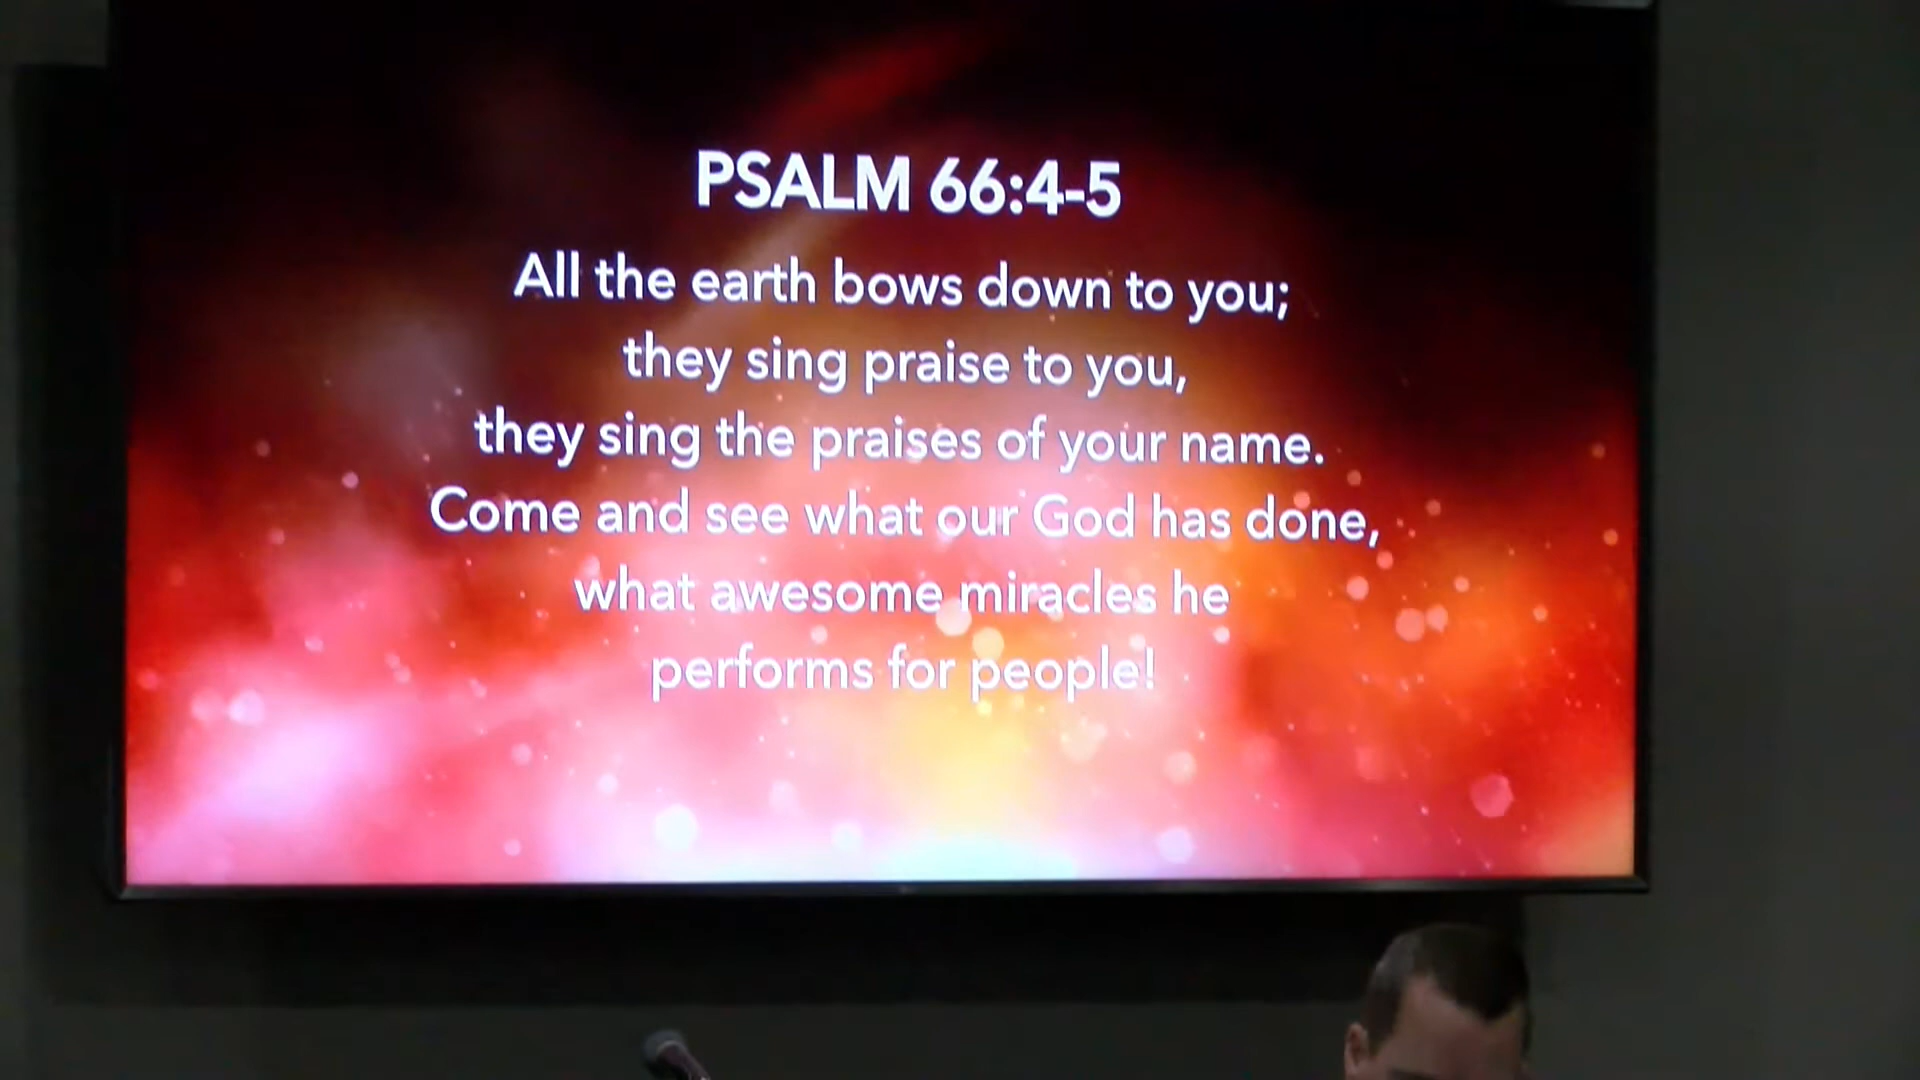 PSALM 66:4-5
All the earth bows down to you;
they sing praise to you,
they sing the praises of your name.
Come and see what our God has done,
what awesome miracles he
performs for people!